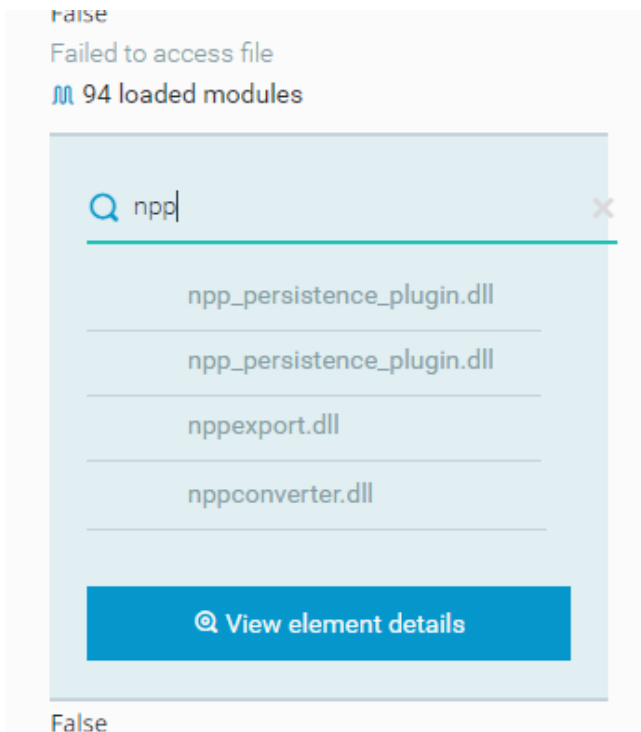 False
Failed to access file
94 loaded modules
npp
npp_persistence_plugin.dll
npp_persistence_plugin.dll
nppexport.dll
nppconverter.dll
View element details
False